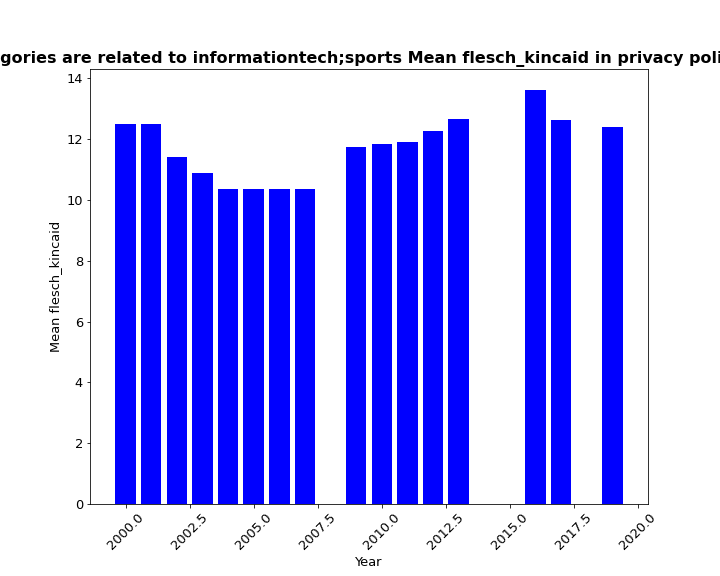 gories are related to informationtech;sports Mean flesch_kincaid in privacy poli
14
12
10
8
6
4
2
0
Mean flesch_kincaid
2000.0 2002.5 2005.0 2007.5 2010.0 2012.5 2015.0 2017.5 2020.0
Year